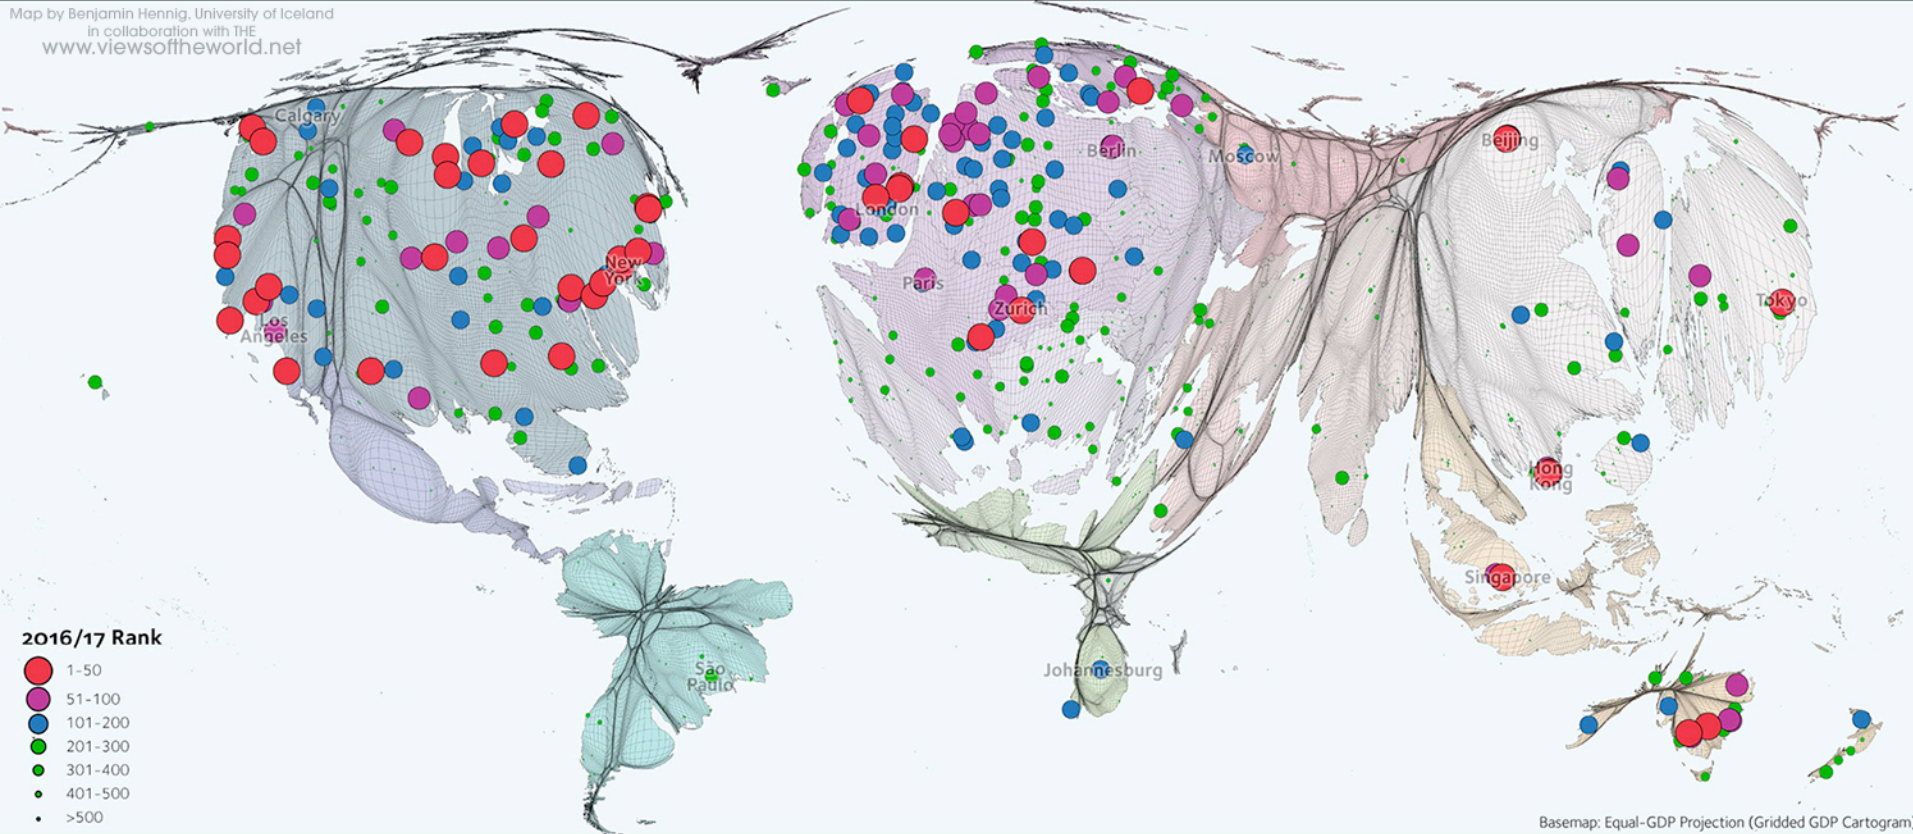 Map by Benjamin Hennig, University of Iceland
in collaboration with THE
www.viewsoftheworld.net
Calgary
Beijing
Berlin
Moscow
London
New
York
Paris
Zurich
Tokyo
Los
Angeles
Hong
Kong
Singapore
São
Paulo
Johannesburg
2016/17 Rank
1-50
51-100
101-200
201-300
301-400
401-500
>500
Basemap: Equal-GDP Projection (Gridded GDP Cartogram)